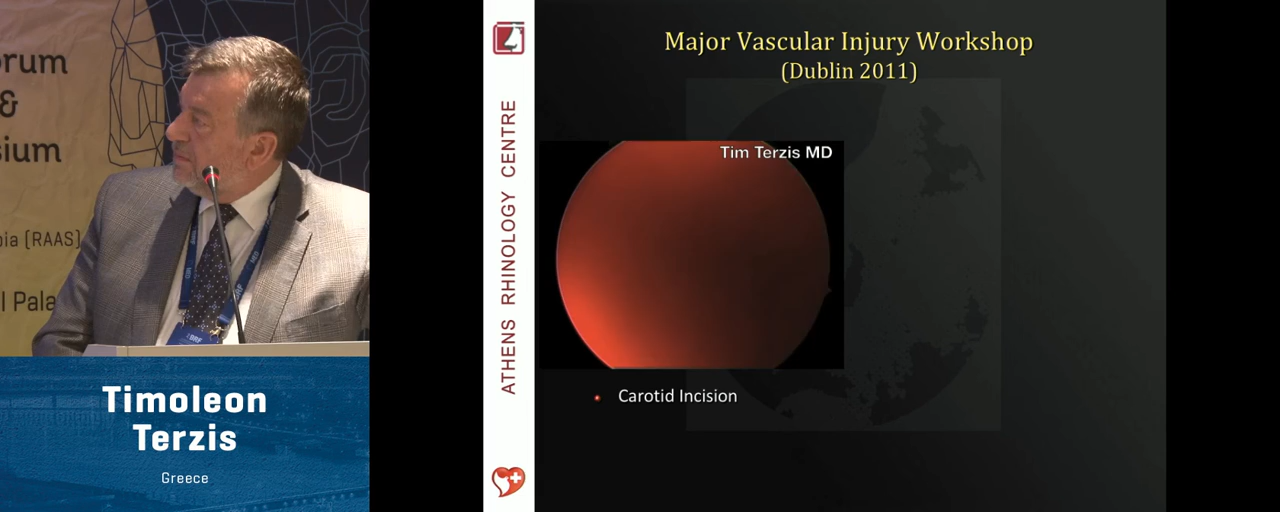 orum
&
sium
bia (RAAS)
l Pala
Timoleon
Terzis
Greece
ATHENS RHINOLOGY CENTRE
Major Vascular Injury Workshop
(Dublin 2011)
Tim Terzis MD
Carotid Incision